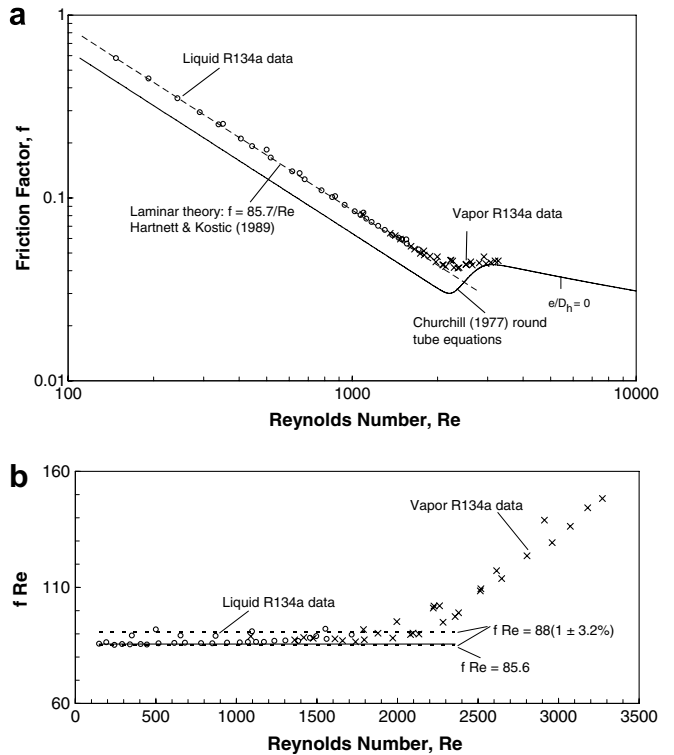 a
1
Liquid R134a data
Friction Factor, f
0.1
Laminar theory: f = 85.7/Re
Hartnett & Kostic (1989)
Vapor R134a data
e/Dh = 0
Churchill (1977) round
tube equations
0.01
100
1000
10000
Reynolds Number, Re
b
160
Vapor R134a data
f Re
110
Liquid R134a data
f Re = 88(1 ± 3.2%)
f Re = 85.6
60
0
500
1000
1500
2000
2500
3000
3500
Reynolds Number, Re